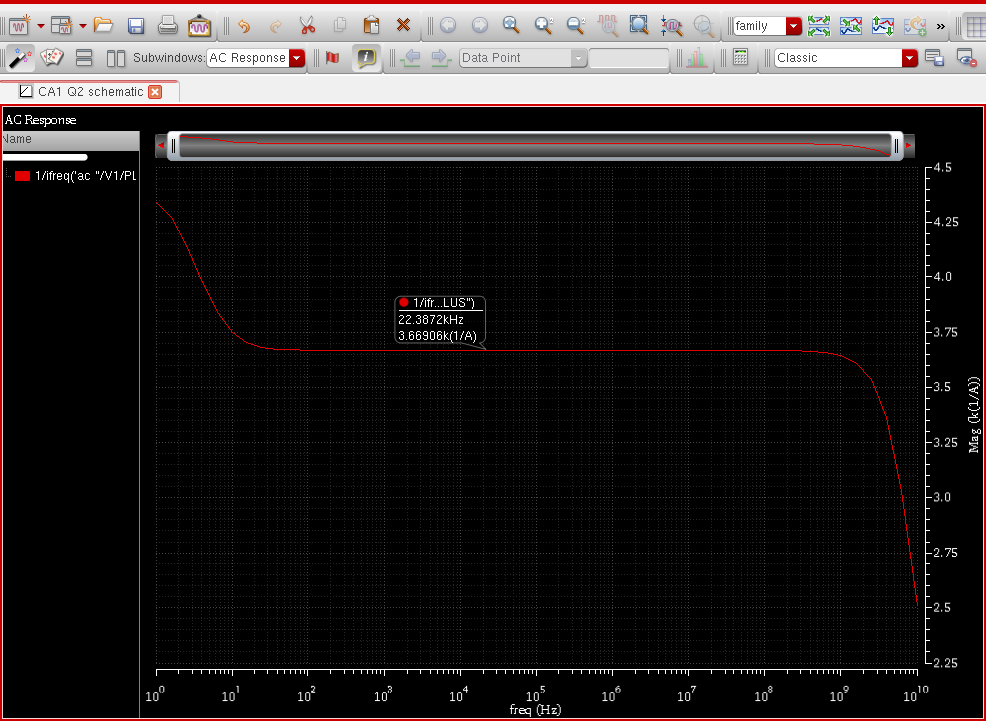 family
»
Subwindows: AC Response
Data Point
Classic
CA1 Q2 schematic
AC Response
Name
1/ifreq('ac "/V1/PL
4.5
4.25
4.0
3.75
3.5
3.25
3.0
2.75
2.5
2.25
Mag (k(1/A))
1/ifr...LUS")
22.3872kHz
3.66906k(1/A)
10⁰ 10¹ 10² 10³ 10⁴ 10⁵ 10⁶ 10⁷ 10⁸ 10⁹ 10¹⁰
freq (Hz)